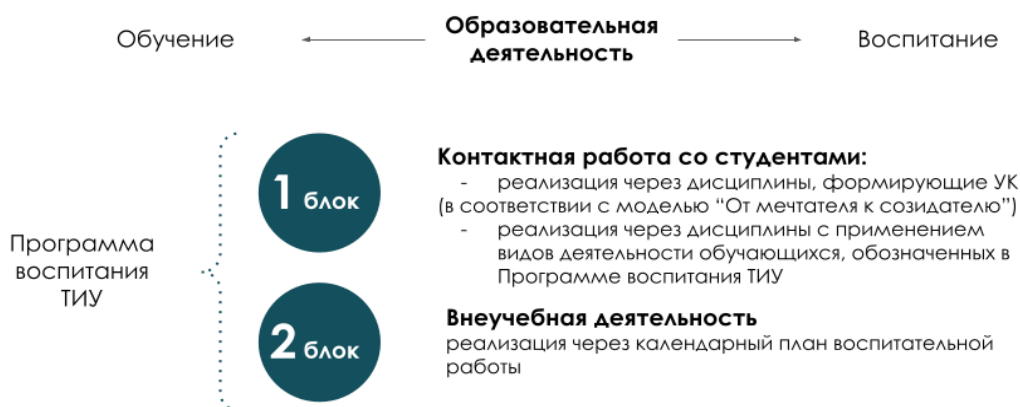 Обучение
Образовательная
деятельность
Воспитание
Программа
воспитания
ТИУ
1 блок
Контактная работа со студентами:
- реализация через дисциплины, формирующие УК
(в соответствии с моделью “От мечтателя к созидателю”)
- реализация через дисциплины с применением
видов деятельности обучающихся, обозначенных в
Программе воспитания ТИУ
2 блок
Внеучебная деятельность
реализация через календарный план воспитательной
работы